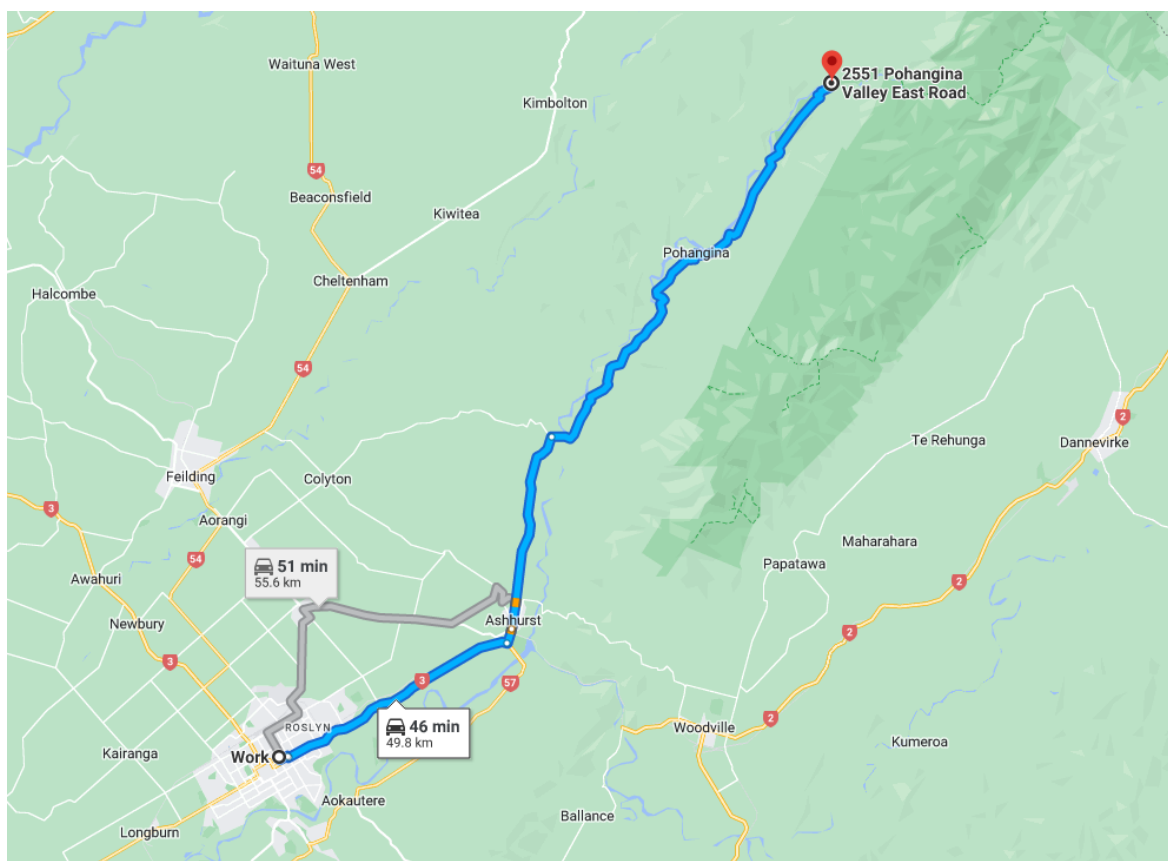 Waituna West
2551 Pohangina
Valley East Road
Kimbolton
54
Beaconsfield
Kiwitea
Pohangina
Cheltenham
Halcombe
54
2
Te Rehunga
Dannevirke
Feilding
Colyton
3
Aorangi
Maharahara
54
Papatawa
51 min
55.6 km
Awahuri
2
Newbury
Ashhurst
2
3
3
57
ROSLYN
2
46 min
49.8 km
Woodville
Kairanga
Work
Kumeroa
Aokautere
Ballance
Longburn